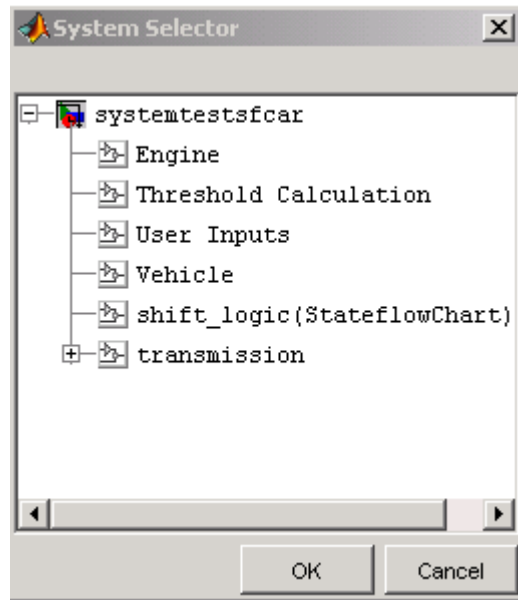 System Selector
systemtestsfcar
Engine
Threshold Calculation
User Inputs
Vehicle
shift_logic(StateflowChart)
transmission
OK Cancel